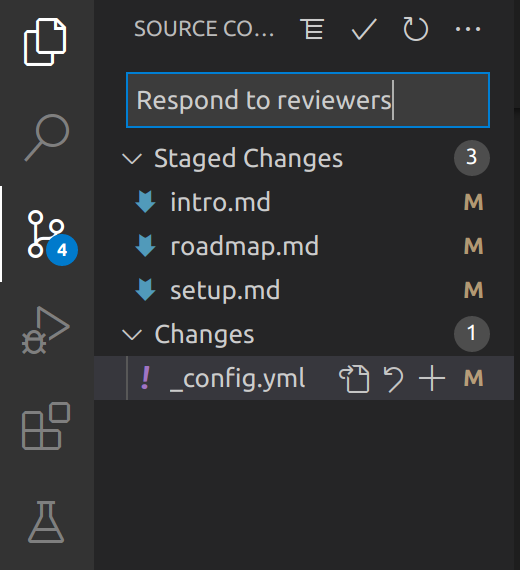 SOURCE CO...
Respond to reviewers
Staged Changes 3
intro.md M
roadmap.md M
4
setup.md M
Changes 1
! _config.yml M